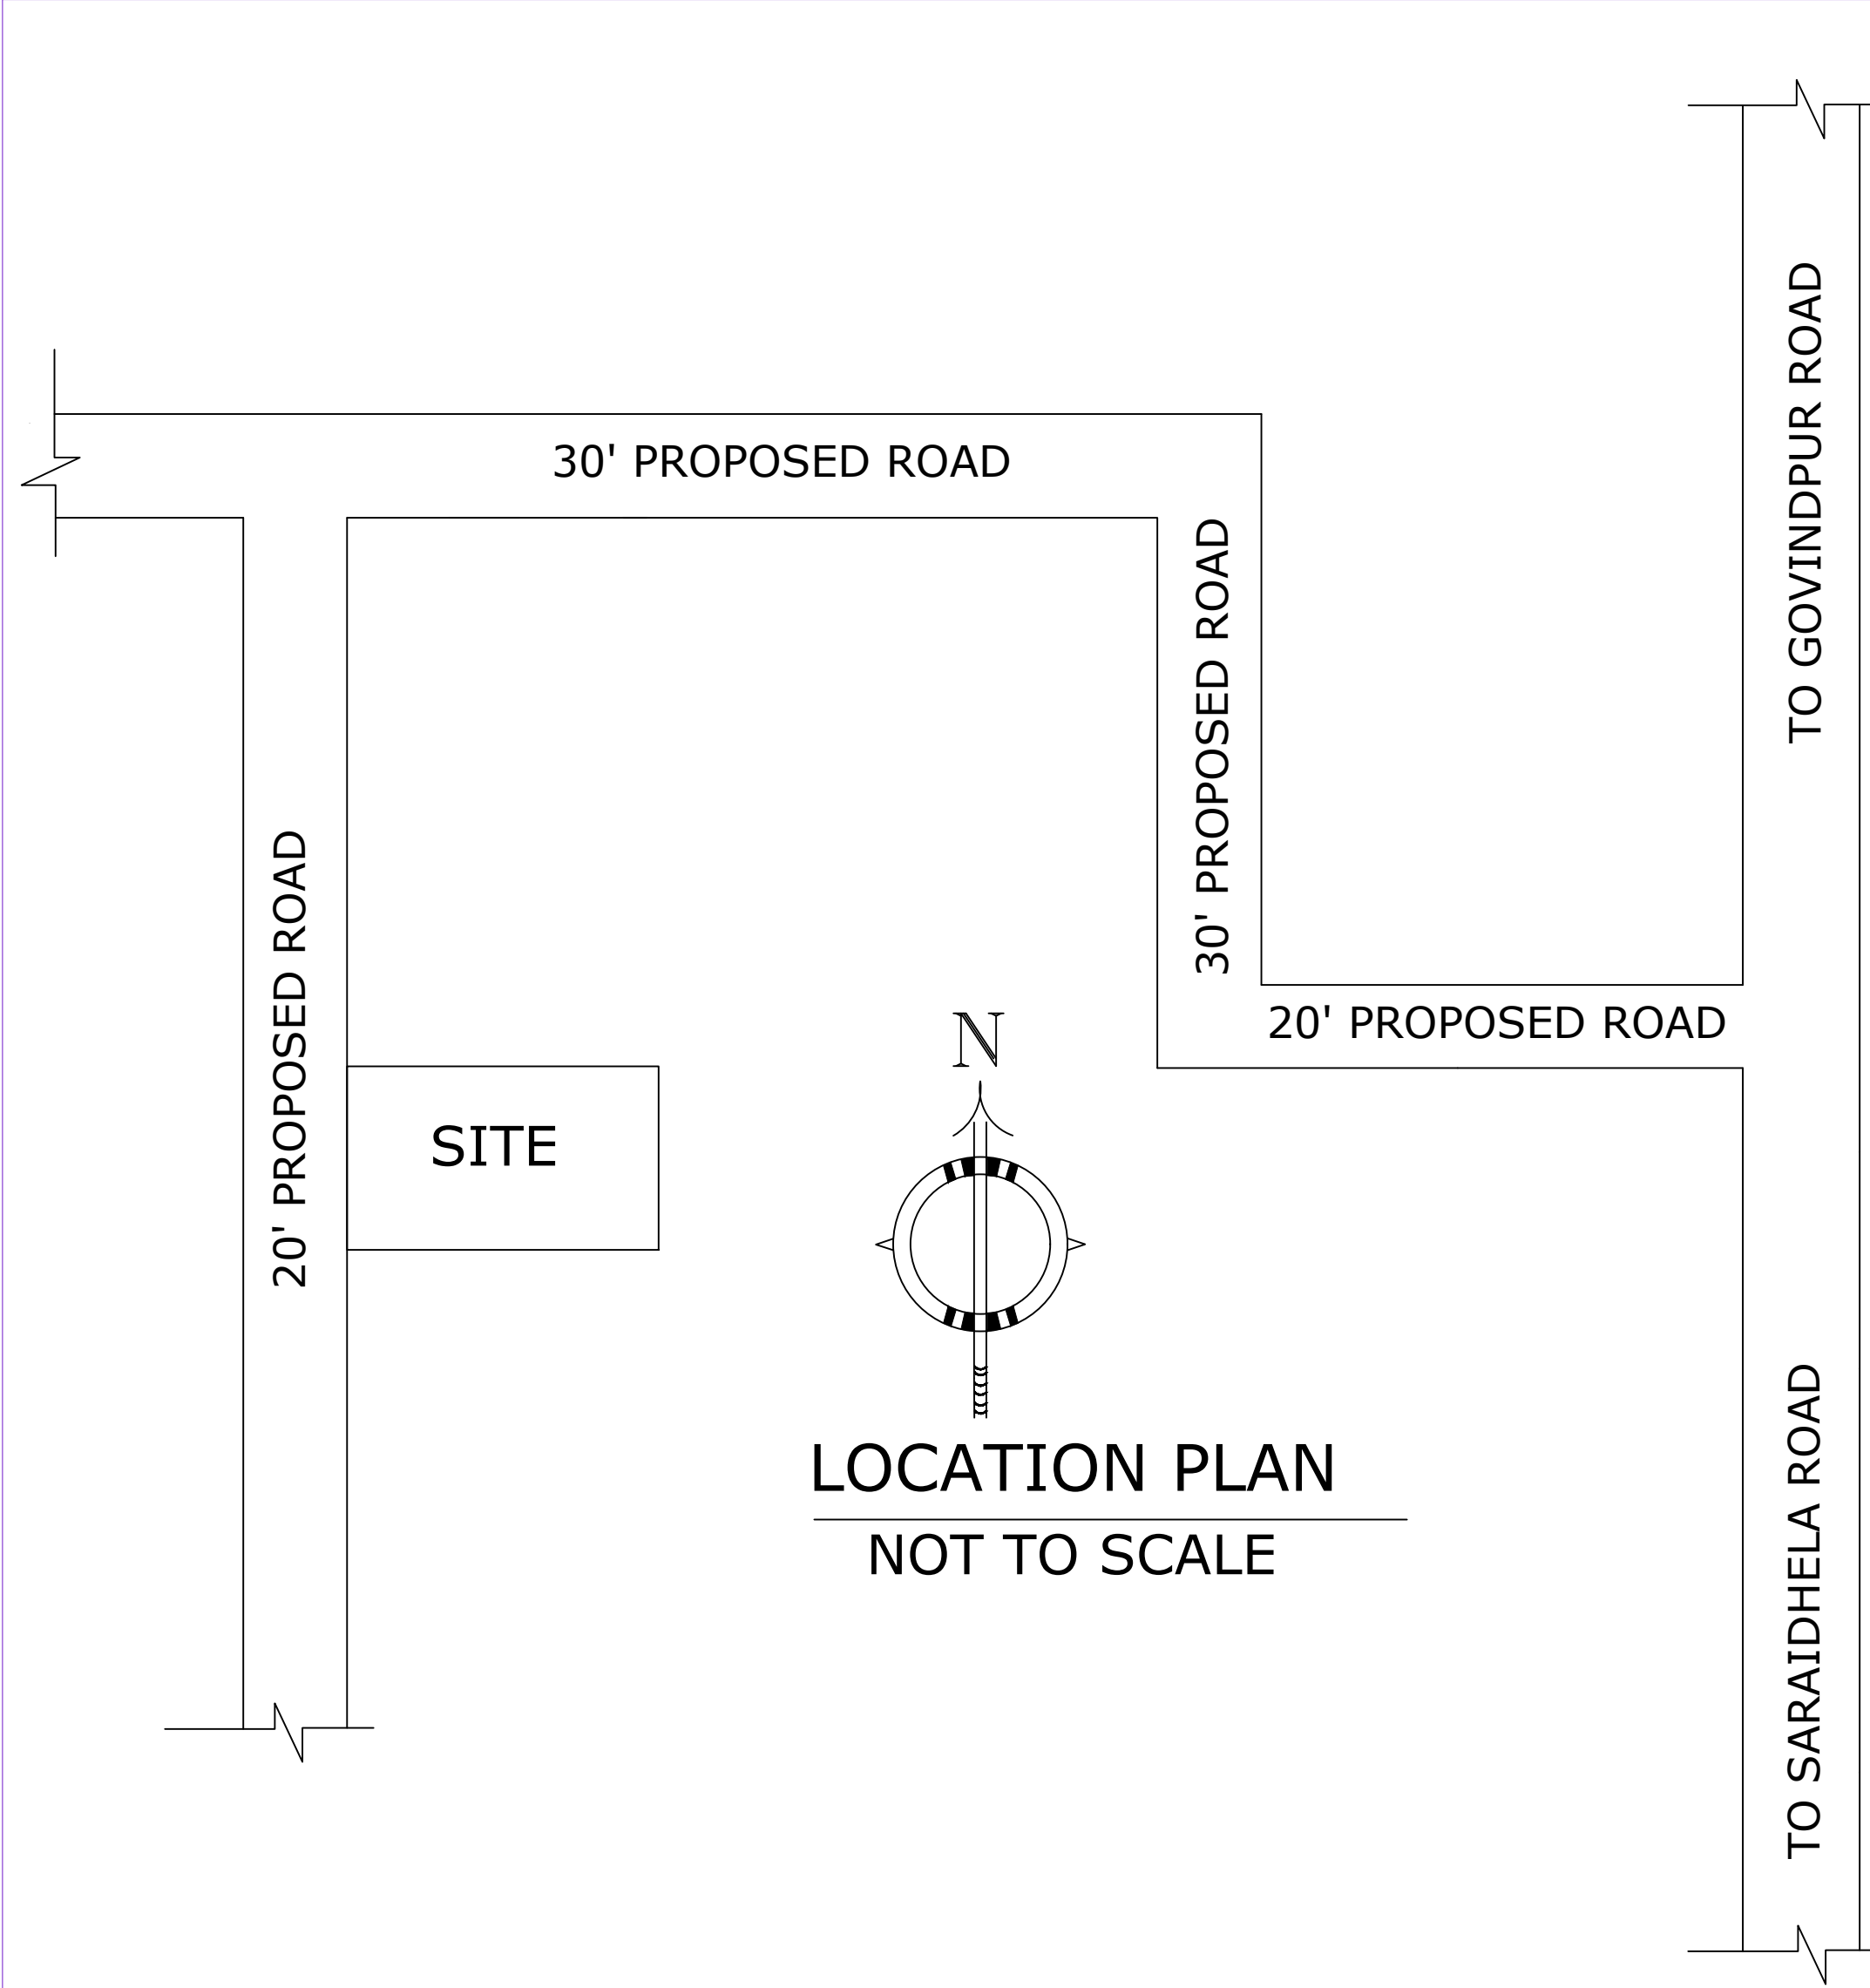 TO GOVINDPUR ROAD
30' PROPOSED ROAD
30' PROPOSED ROAD
20' PROPOSED ROAD
20' PROPOSED ROAD
N
SITE
LOCATION PLAN
NOT TO SCALE
TO SARAIDHELA ROAD